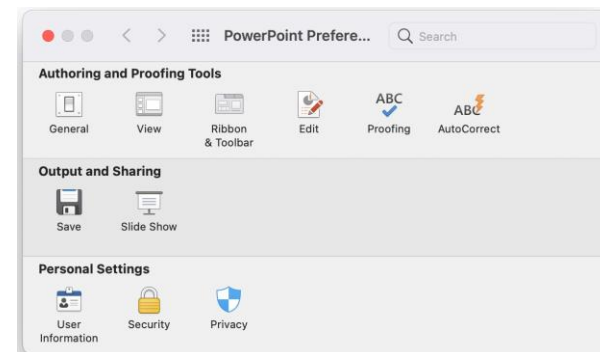 PowerPoint Prefere...
Search
Authoring and Proofing Tools
General
View
Ribbon
& Toolbar
Edit
ABC
Proofing
ABC
AutoCorrect
Output and Sharing
Save
Slide Show
Personal Settings
User
Information
Security
Privacy